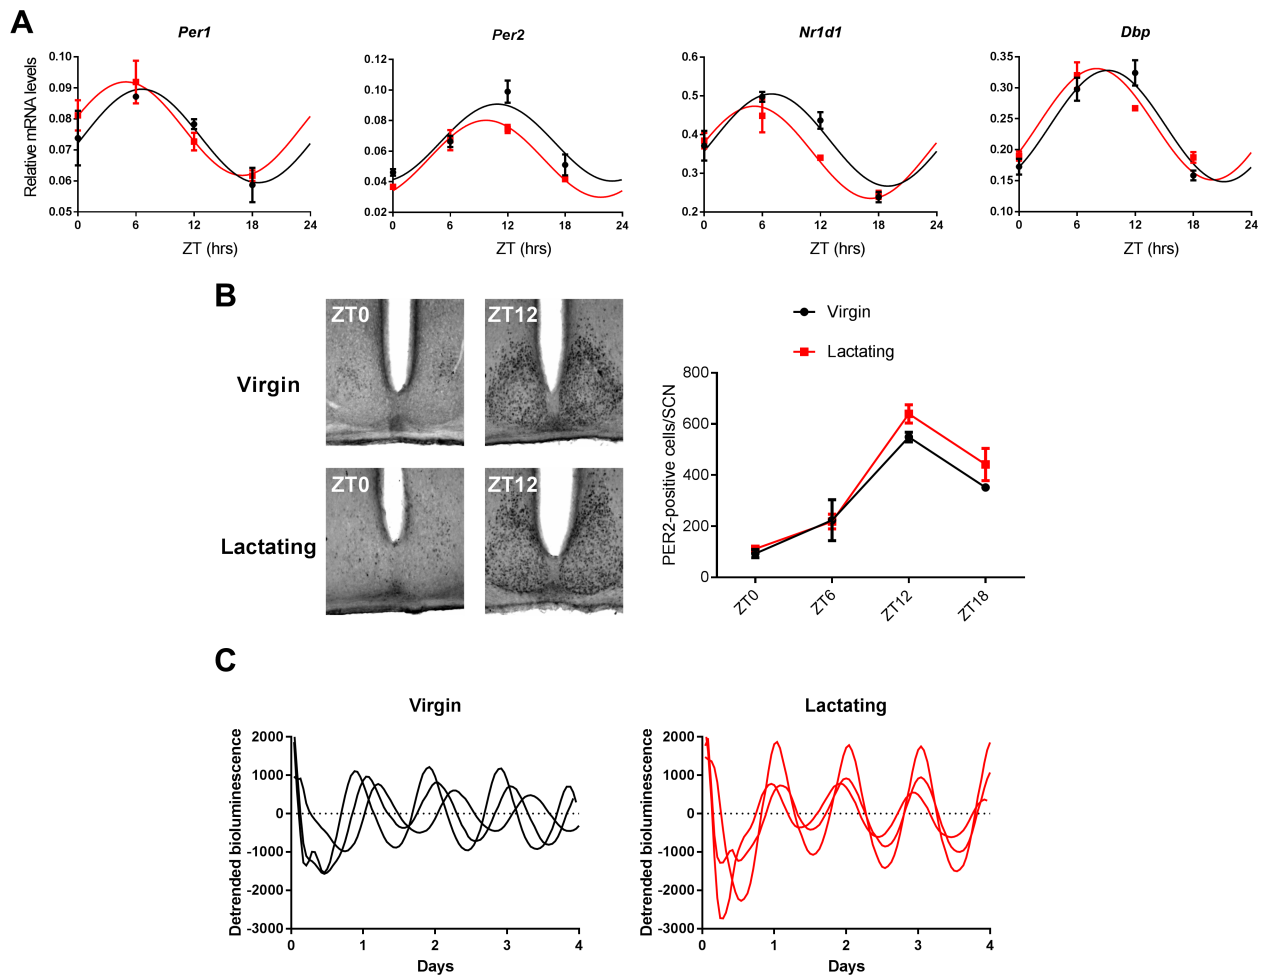 A
Per1
Per2
Nr1d1
Dbp
Relative mRNA levels
0.10
0.09
0.08
0.07
0.06
0.05
0 6 12 18 24
ZT (hrs)
0.12
0.10
0.08
0.06
0.04
0.02
0 6 12 18 24
ZT (hrs)
0.6
0.5
0.4
0.3
0.2
0 6 12 18 24
ZT (hrs)
0.35
0.30
0.25
0.20
0.15
0.10
0 6 12 18 24
ZT (hrs)
B
ZT0
ZT12
Virgin
ZT0
ZT12
Lactating
Virgin
Lactating
PER2-positive cells/SCN
800
600
400
200
0
ZT0 ZT6 ZT12 ZT18
C
Virgin
Detrended bioluminescence
2000
1000
0
-1000
-2000
-3000
0 1 2 3 4
Days
Lactating
Detrended bioluminescence
2000
1000
0
-1000
-2000
-3000
0 1 2 3 4
Days